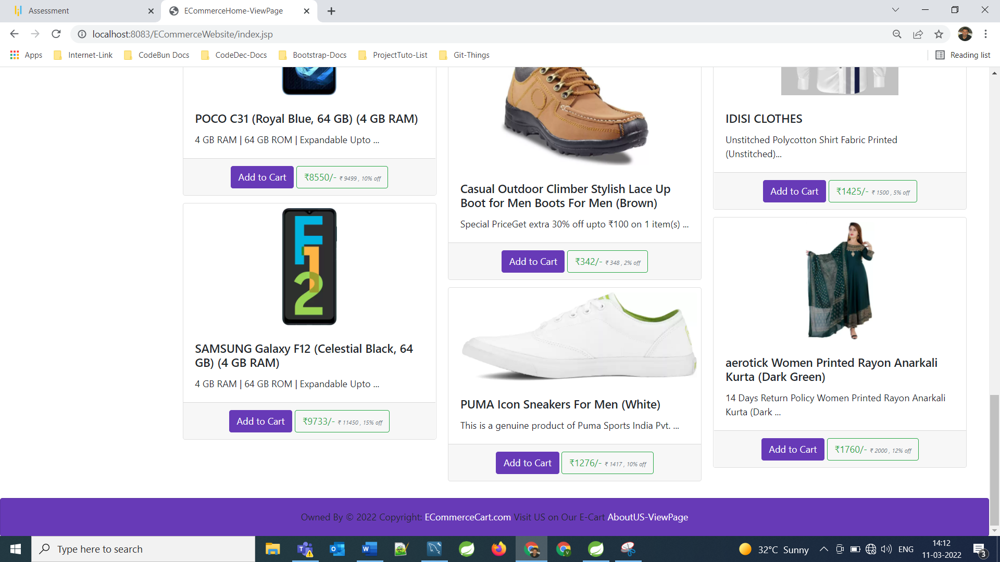 Assessment
ECommerceHome-ViewPage
localhost:8083/ECommerceWebsite/index.jsp
Apps
Internet-Link
CodeBun Docs
CodeDec-Docs
Bootstrap-Docs
ProjectTuto-List
Git-Things
Reading list
POCO C31 (Royal Blue, 64 GB) (4 GB RAM)
4 GB RAM | 64 GB ROM | Expandable Upto ...
Add to Cart
₹8550/- ₹ 9499 , 10% off
F12
SAMSUNG Galaxy F12 (Celestial Black, 64
GB) (4 GB RAM)
4 GB RAM | 64 GB ROM | Expandable Upto ...
Add to Cart
₹9733/- ₹ 11450 , 15% off
Casual Outdoor Climber Stylish Lace Up
Boot for Men Boots For Men (Brown)
Special PriceGet extra 30% off upto ₹100 on 1 item(s) ...
Add to Cart
₹342/- ₹ 348 , 2% off
PUMA Icon Sneakers For Men (White)
This is a genuine product of Puma Sports India Pvt. ...
Add to Cart
₹1276/- ₹ 1417 , 10% off
IDISI CLOTHES
Unstitched Polycotton Shirt Fabric Printed
(Unstitched)...
Add to Cart
₹1425/- ₹ 1500 , 5% off
aerotick Women Printed Rayon Anarkali
Kurta (Dark Green)
14 Days Return Policy Women Printed Rayon Anarkali
Kurta (Dark ...
Add to Cart
₹1760/- ₹ 2000 , 12% off
Owned By © 2022 Copyright: ECommerceCart.com Visit US on Our E-Cart AboutUS-ViewPage
Type here to search
32°C Sunny
ENG
14:12
11-03-2022
3